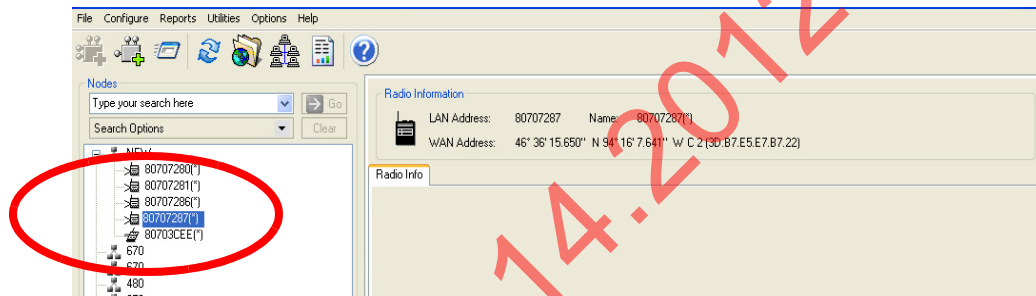 File Configure Reports Utilities Options Help
Nodes
Type your search here Go
Search Options Clear
NEW
80707280(*)
80707281(*)
80707286(*)
80707287(*)
80703CEE(*)
670
670
480
Radio Information
LAN Address: 80707287 Name: 80707287(*)
WAN Address: 46° 36' 15.650'' N 94° 16' 7.641'' W C 2 (3D.B7.E5.E7.B7.22)
Radio Info
14.2012